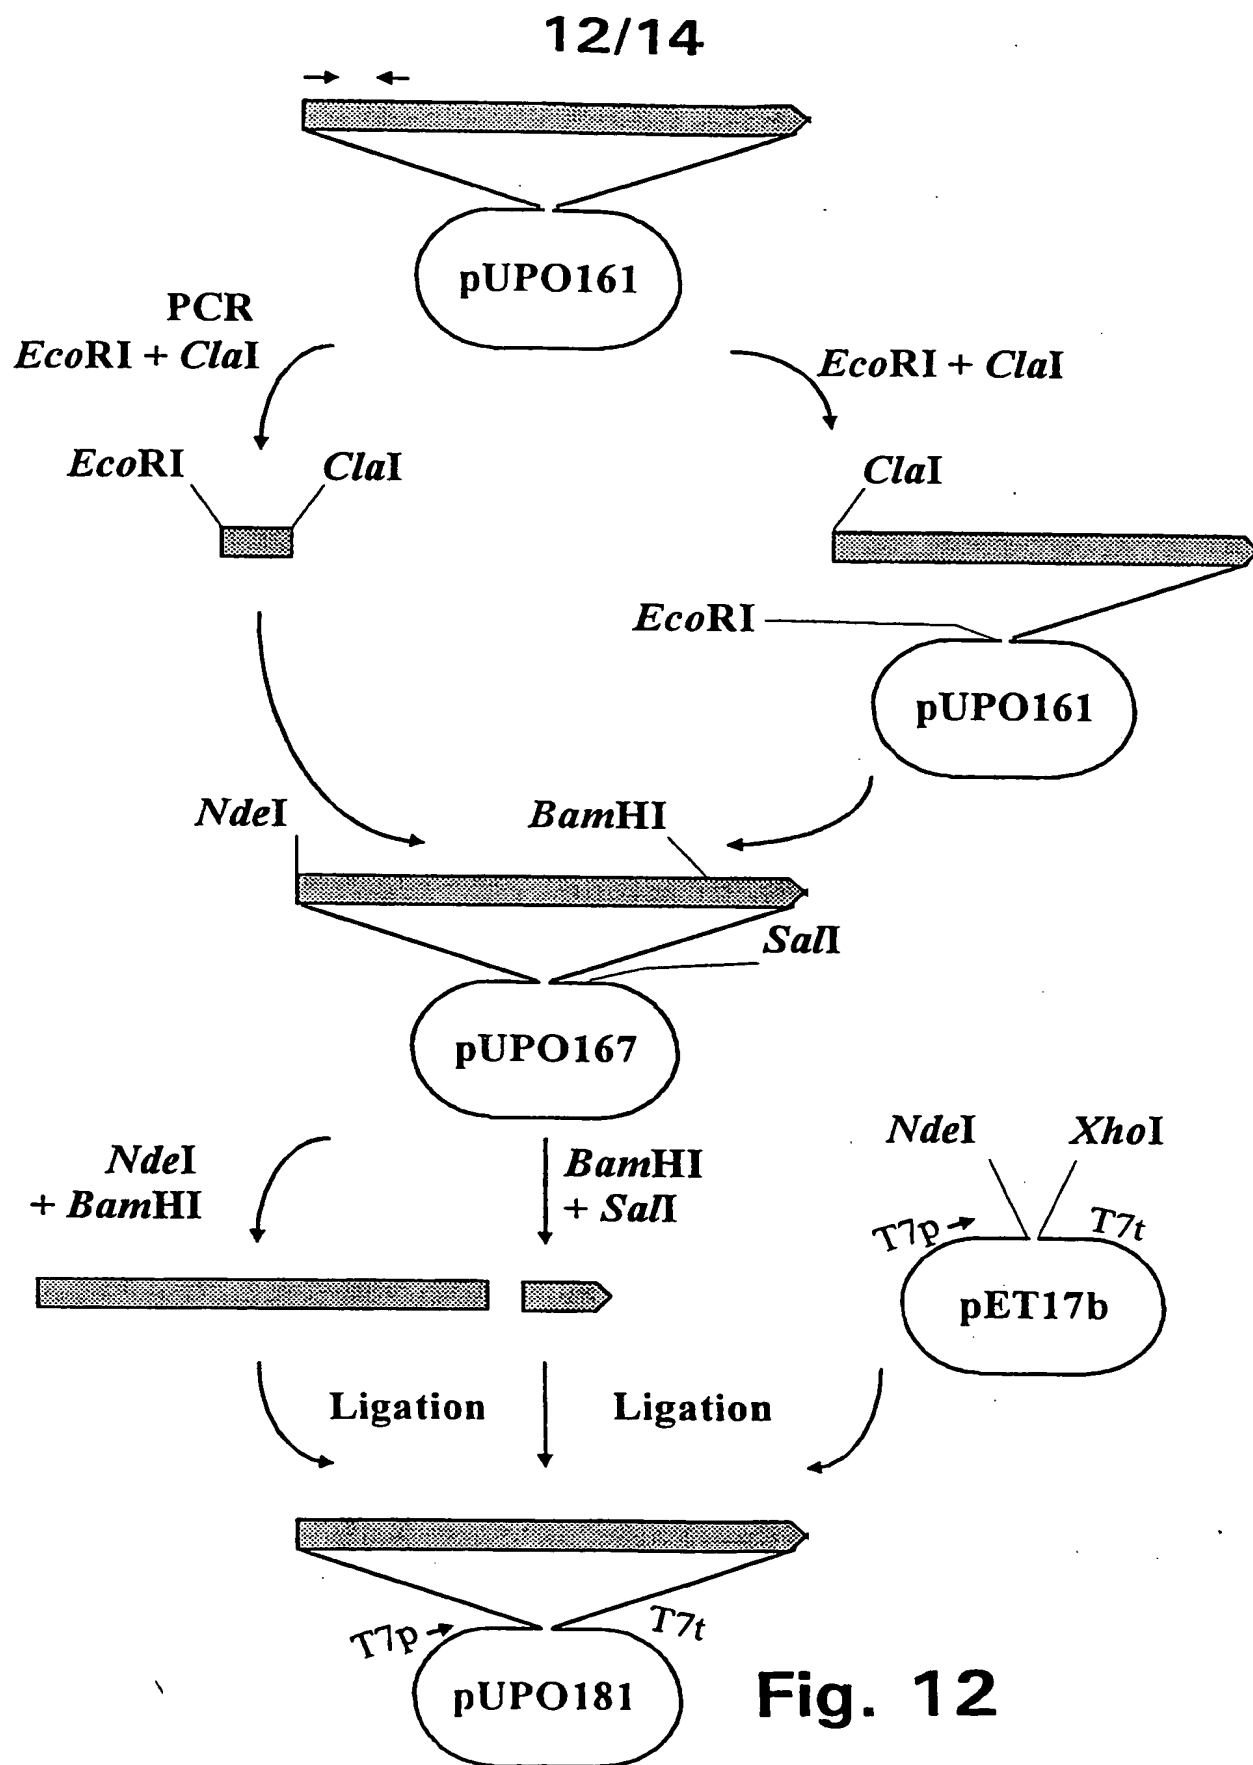 12/14
pUPO161
PCR
EcoRI + ClaI
EcoRI + ClaI
EcoRI
ClaI
ClaI
EcoRI
pUPO161
NdeI
BamHI
SalI
pUPO167
NdeI
+ BamHI
BamHI
+ SalI
NdeI
XhoI
T7p
T7t
pET17b
Ligation
Ligation
T7p
T7t
pUPO181
Fig. 12